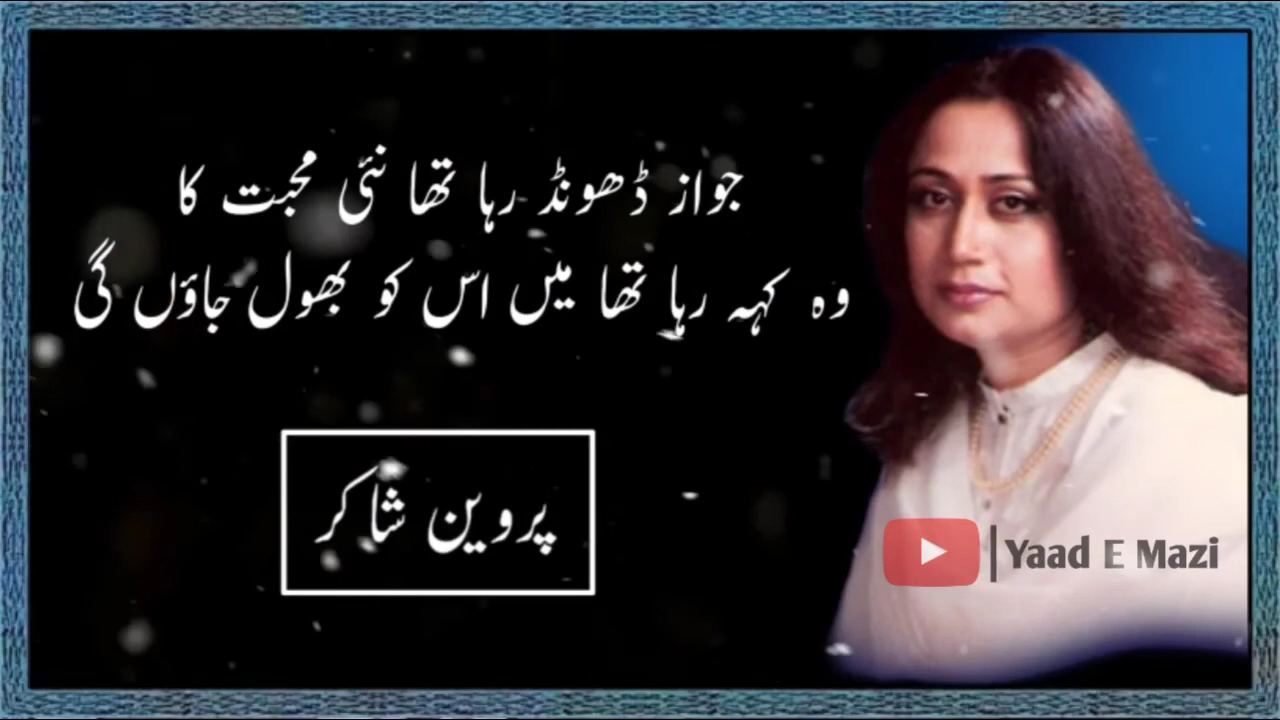 جواز ڈھونڈ رہا تھا نئی محبت کا
وہ کہہ رہا تھا میں اس کو بھول جاؤں گی
پروین شاکر
Yaad E Mazi